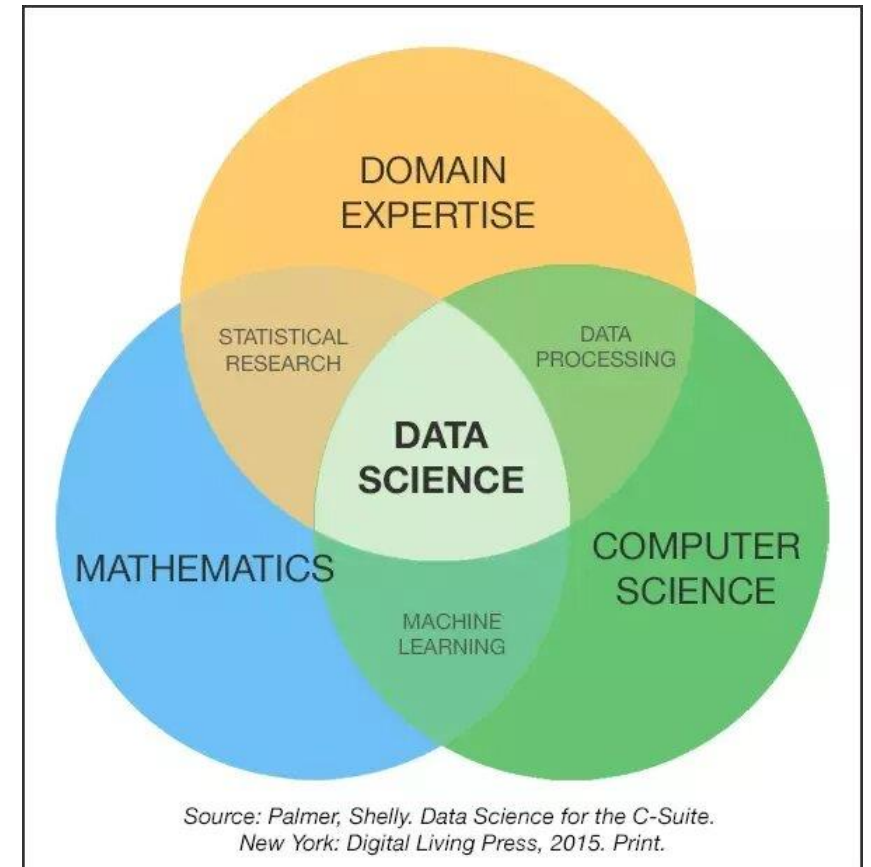 DOMAIN
EXPERTISE
STATISTICAL
RESEARCH
DATA
PROCESSING
DATA
SCIENCE
MATHEMATICS
COMPUTER
SCIENCE
MACHINE
LEARNING
Source: Palmer, Shelly. Data Science for the C-Suite.
New York: Digital Living Press, 2015. Print.